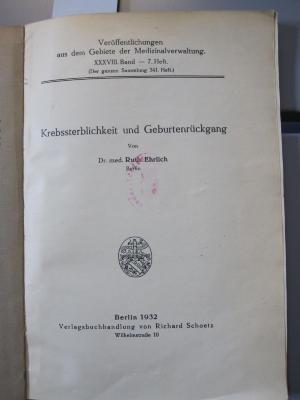 Veröffentlichungen
aus dem Gebiete der Medizinalverwaltung.
XXXVIII. Band — 7. Heft.
(Der ganzen Sammlung 341. Heft.)
Krebssterblichkeit und Geburtenrückgang
Von
Dr. med. Ruth Ehrlich
Berlin
Berlin 1932
Verlagsbuchhandlung von Richard Schoetz
Wilhelmstraße 10